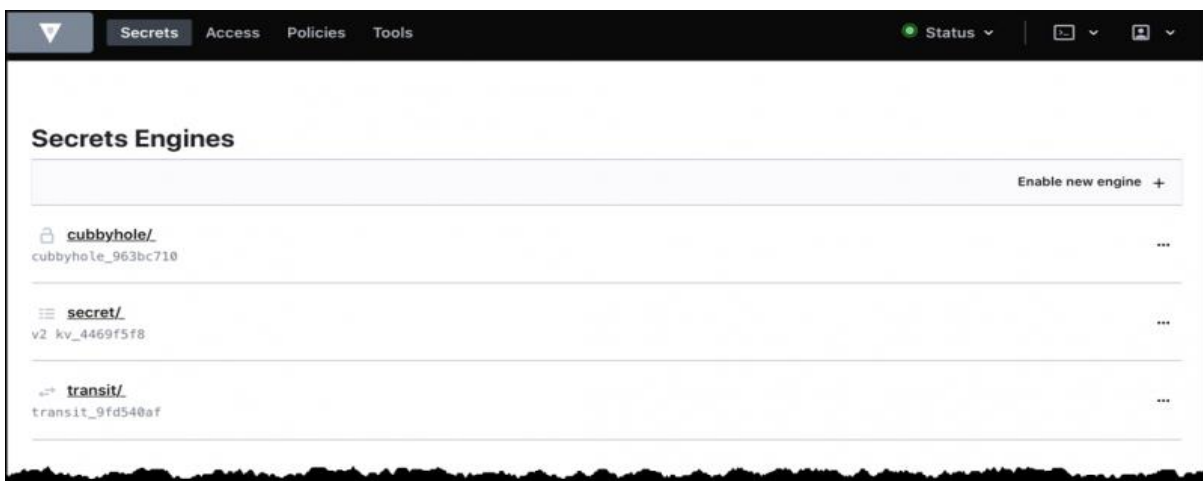 Secrets Access Policies Tools Status
Secrets Engines
Enable new engine +
cubbyhole/
cubbyhole_963bc710
secret/
v2 kv_4469f5f8
transit/
transit_9fd540af